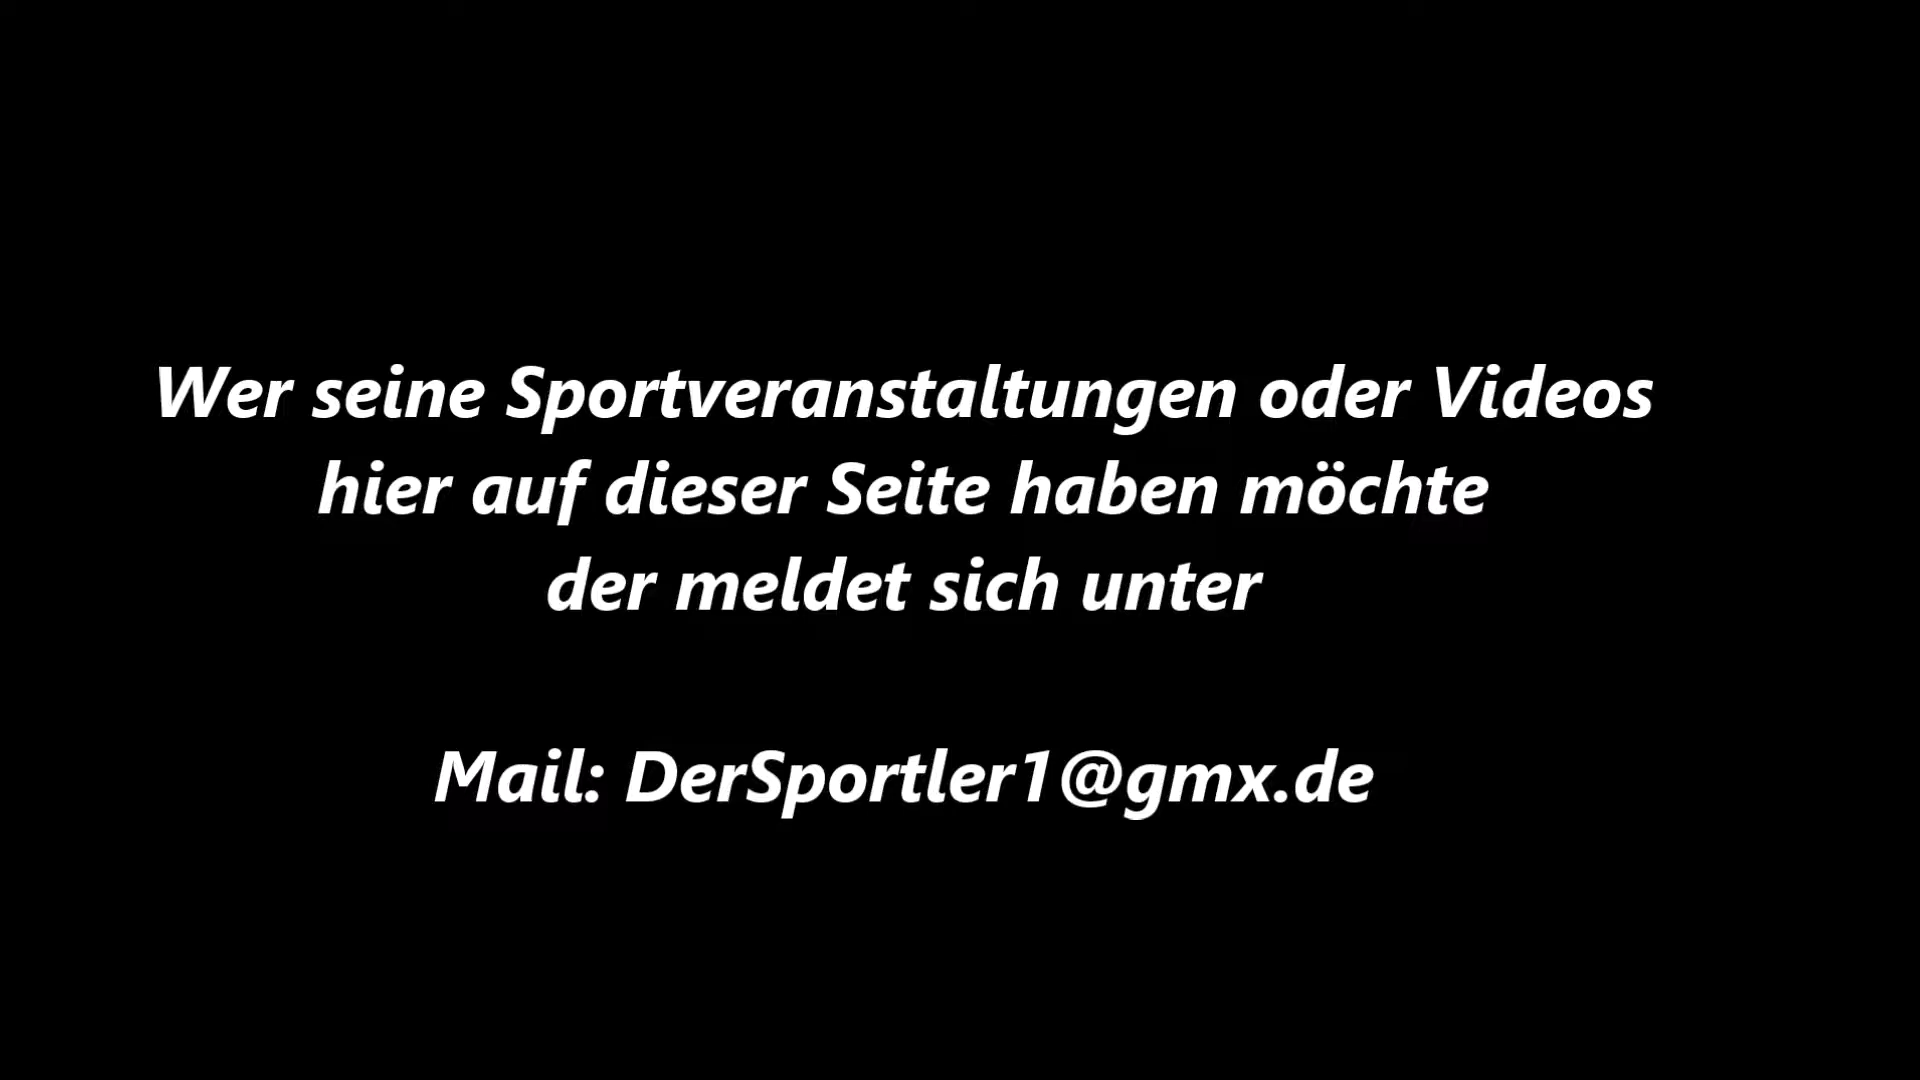 Wer seine Sportveranstaltungen oder Videos
hier auf dieser Seite haben möchte
der meldet sich unter
Mail: DerSportler1@gmx.de